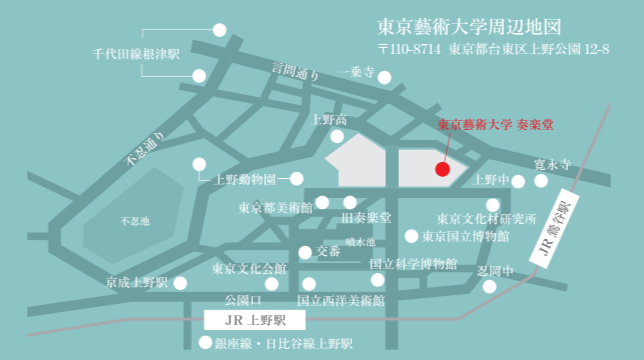 東京藝術大学周辺地図
〒110-8714 東京都台東区上野公園 12-8
千代田線根津駅
言問通り
一乗寺
上野高
東京藝術大学 奏楽堂
不忍通り
上野動物園
上野中
寛永寺
東京都美術館
旧奏楽堂
東京文化材研究所
不忍池
噴水池
東京国立博物館
JR 鶯谷駅
交番
東京文化会館
国立科学博物館
忍岡中
京成上野駅
公園口
国立西洋美術館
JR 上野駅
銀座線・日比谷線上野駅